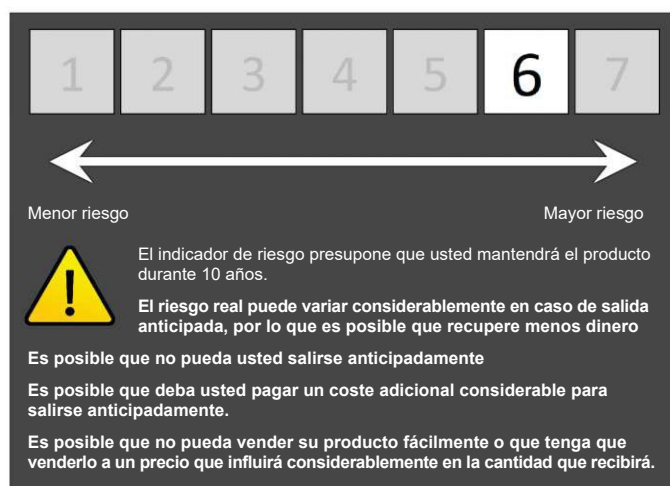 1 2 3 4 5 6 7
Menor riesgo Mayor riesgo
El indicador de riesgo presupone que usted mantendrá el producto
durante 10 años.
El riesgo real puede variar considerablemente en caso de salida
anticipada, por lo que es posible que recupere menos dinero
Es posible que no pueda usted salirse anticipadamente
Es posible que deba usted pagar un coste adicional considerable para
salirse anticipadamente.
Es posible que no pueda vender su producto fácilmente o que tenga que
venderlo a un precio que influirá considerablemente en la cantidad que recibirá.